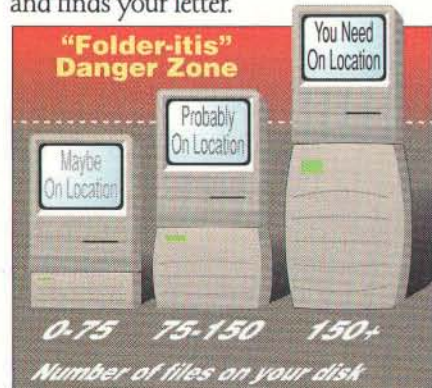 and finds your letter.
“Folder-itis”
Danger Zone
You Need
On Location
Probably
On Location
Maybe
On Location
0-75 75-150 150+
Number of files on your disk